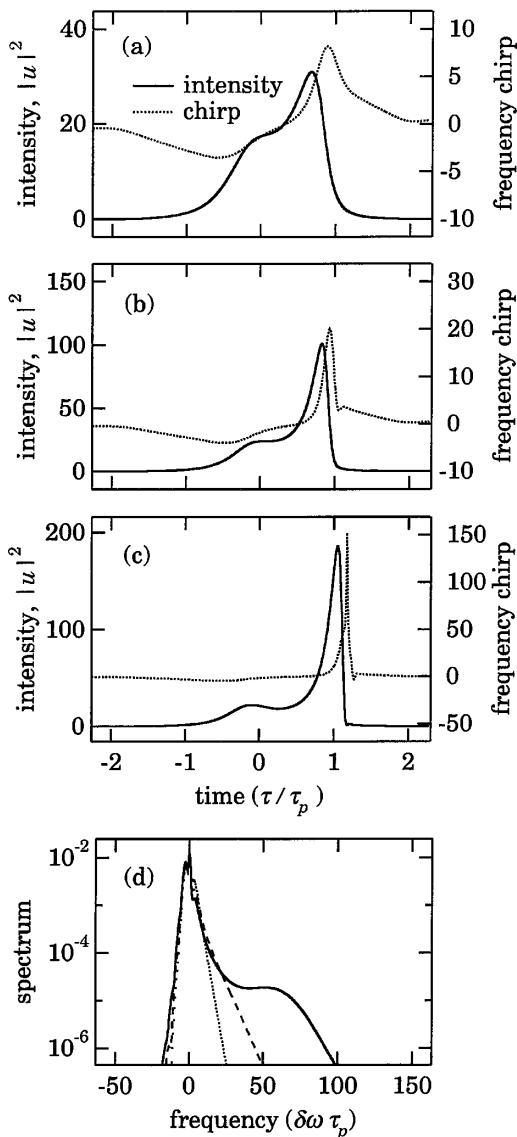 40
20
0
intensity, |u|²
(a)
intensity
chirp
10
5
0
-5
-10
frequency chirp
150
100
50
0
intensity, |u|²
(b)
30
20
10
0
-10
frequency chirp
200
100
0
intensity, |u|²
(c)
150
100
50
0
-50
frequency chirp
-2 -1 0 1 2
time (τ/τp)
10⁻²
10⁻⁴
10⁻⁶
spectrum
(d)
-50 0 50 100 150
frequency (δω τp)